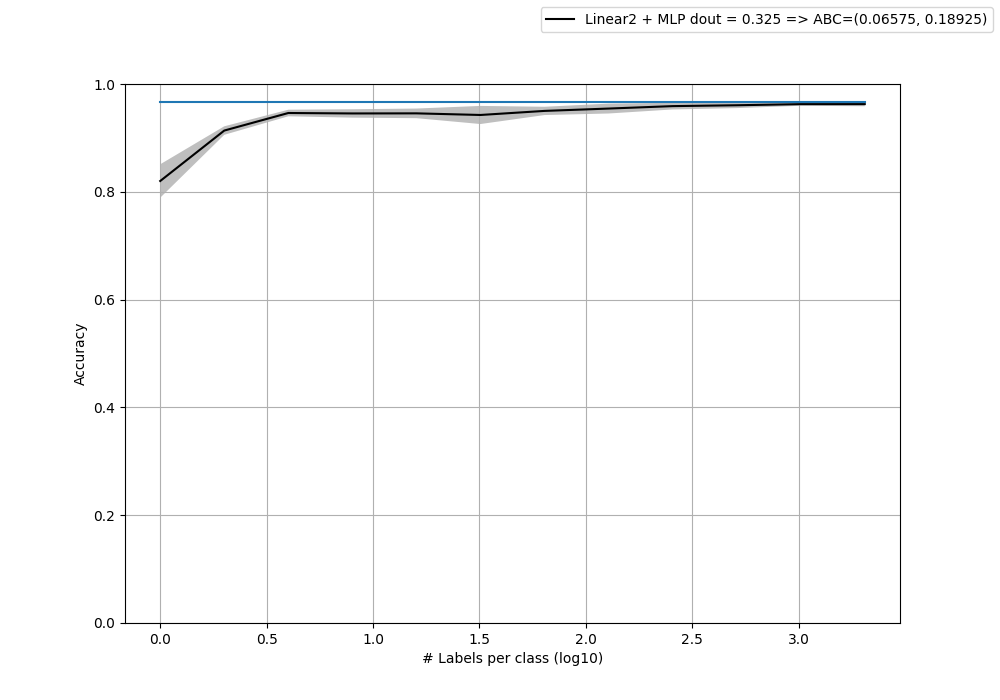 Linear2 + MLP dout = 0.325 => ABC=(0.06575, 0.18925)
1.0
0.8
0.6
0.4
0.2
0.0
Accuracy
0.0 0.5 1.0 1.5 2.0 2.5 3.0
# Labels per class (log10)